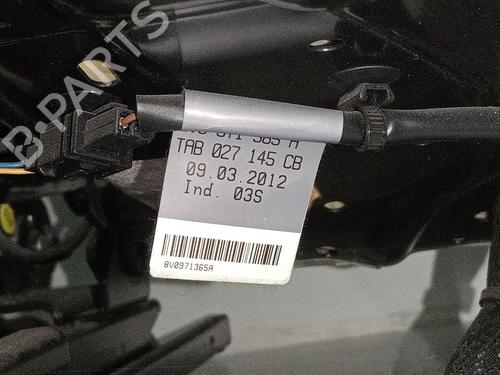 B-PARTS
TAB 027 145 CB
09.03.2012
Ind. 03S
8V0971365A